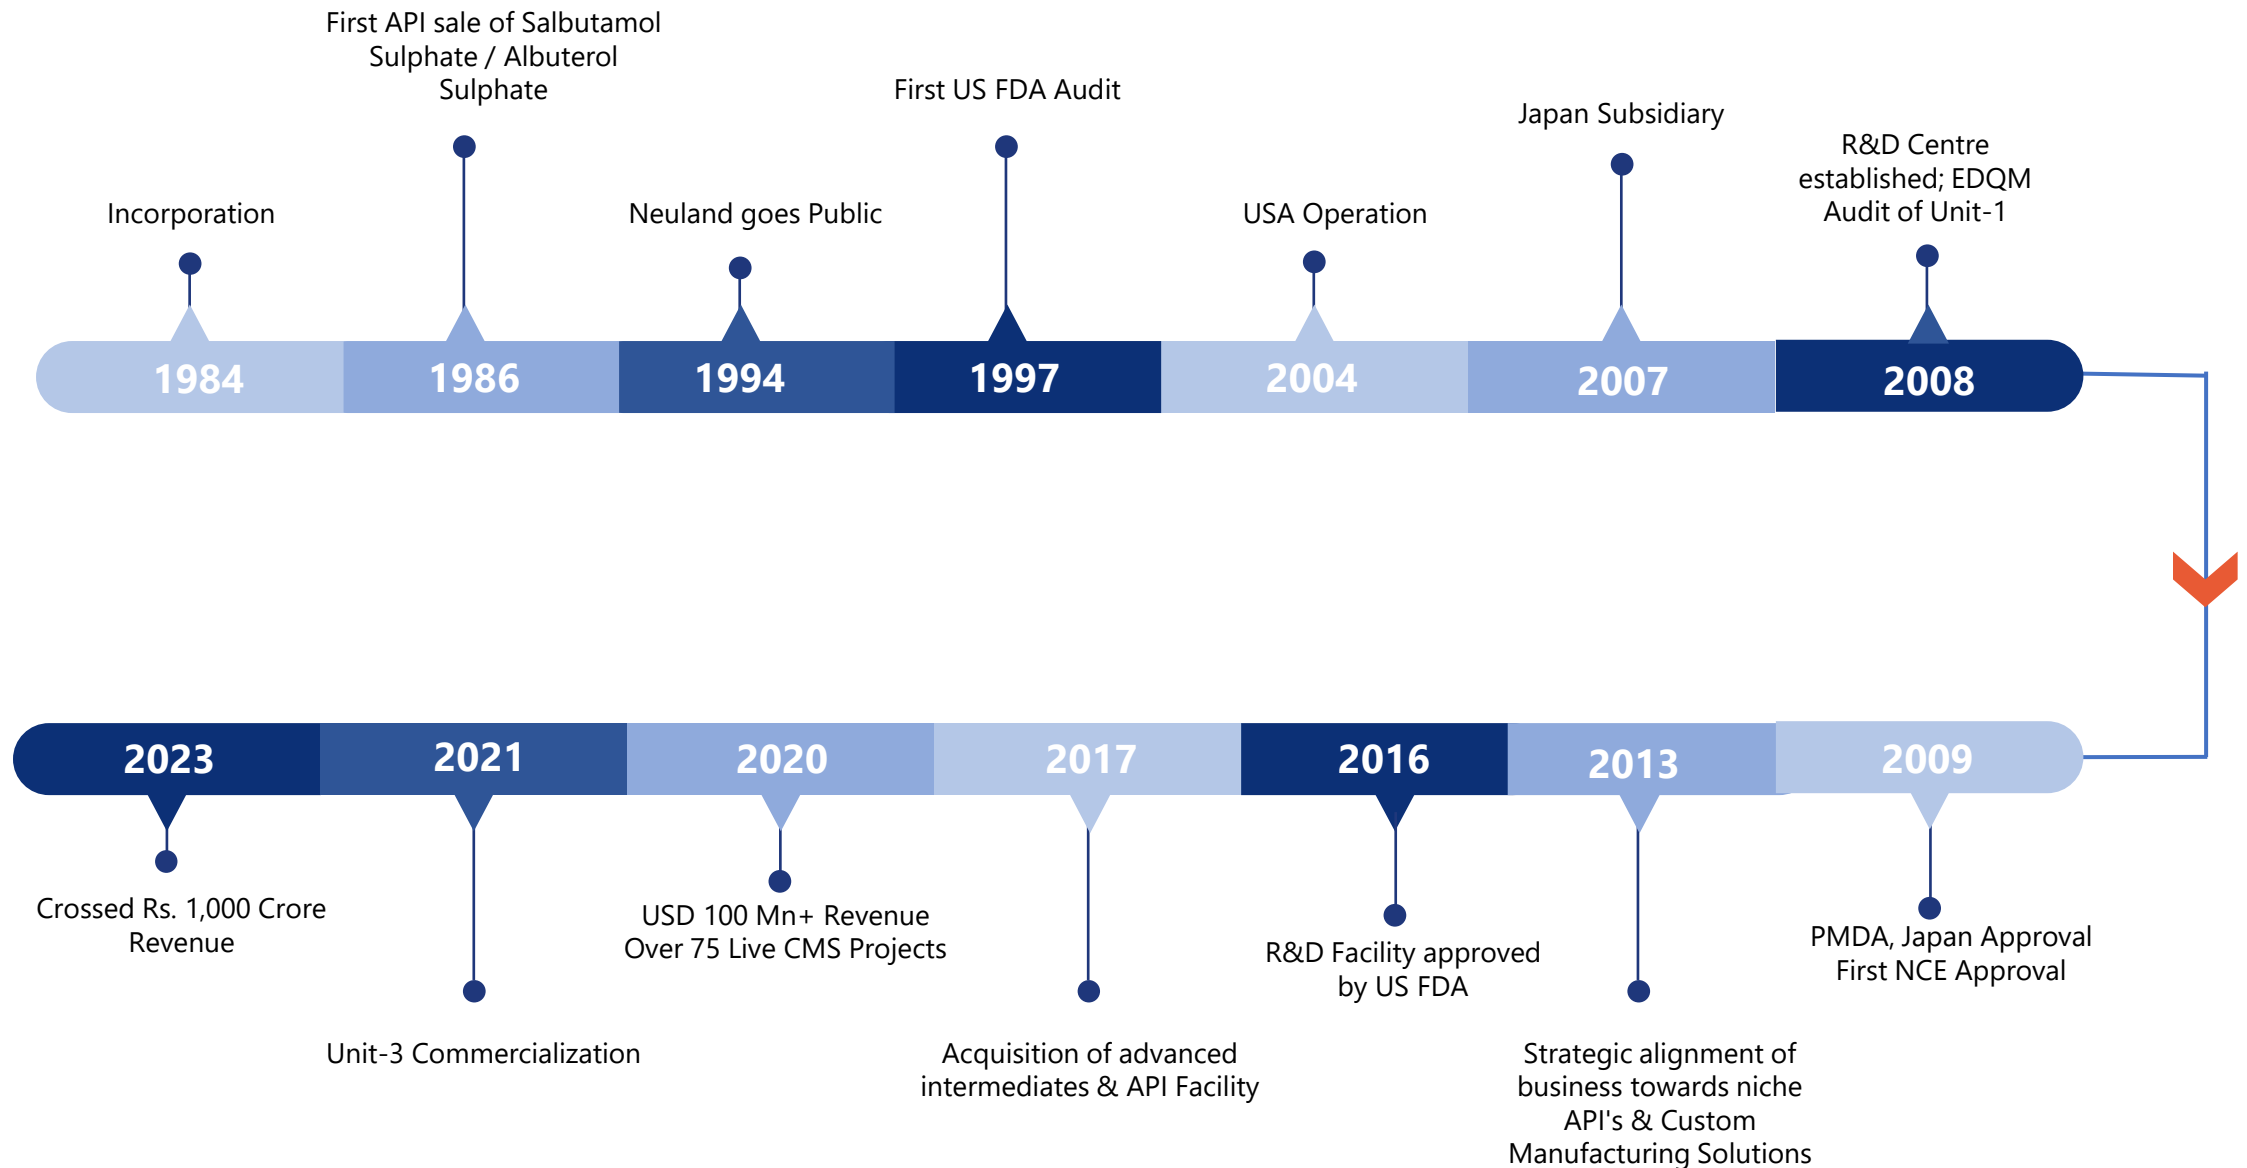 First API sale of Salbutamol
Sulphate / Albuterol
Sulphate
First US FDA Audit
Japan Subsidiary
R&D Centre
established; EDQM
Audit of Unit-1
Incorporation
Neuland goes Public
USA Operation
1984
1986
1994
1997
2004
2007
2008
2023
2021
2020
2017
2016
2013
2009
Crossed Rs. 1,000 Crore
Revenue
Unit-3 Commercialization
USD 100 Mn+ Revenue
Over 75 Live CMS Projects
Acquisition of advanced
intermediates & API Facility
R&D Facility approved
by US FDA
Strategic alignment of
business towards niche
API's & Custom
Manufacturing Solutions
PMDA, Japan Approval
First NCE Approval